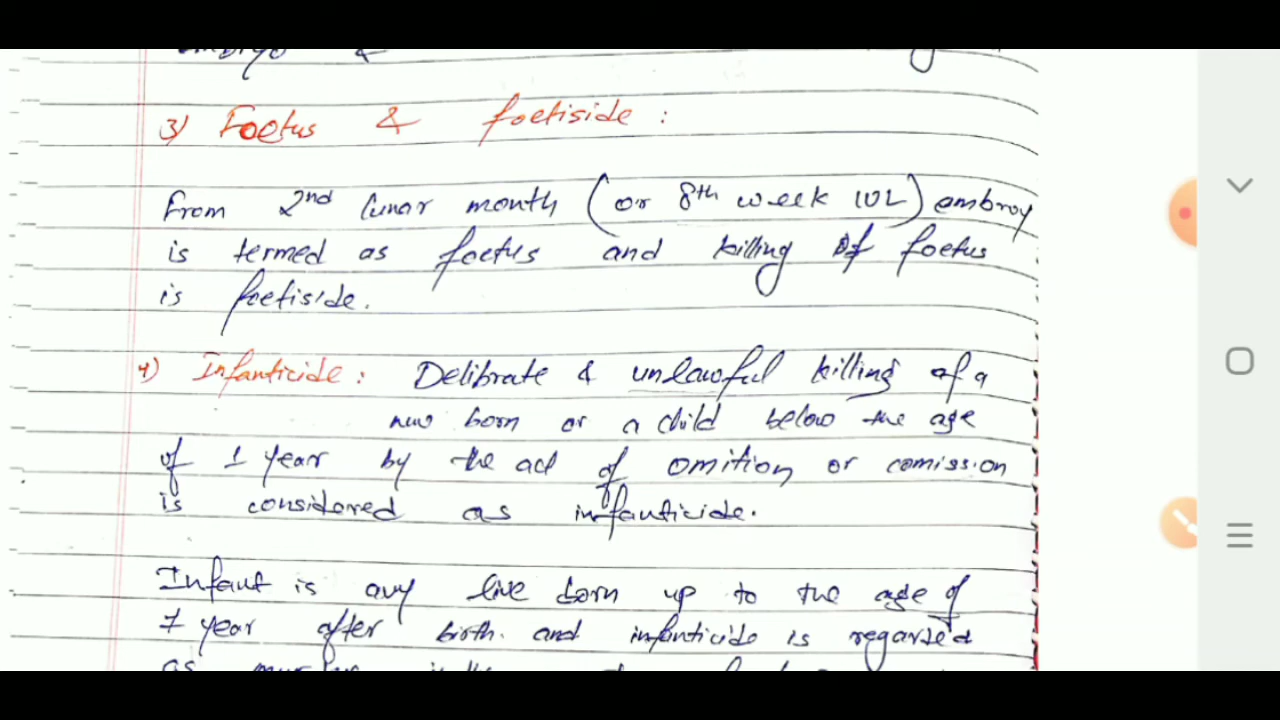 3) Foetus & foetiside :
From 2nd lunar month (or 8th week IUL) embroy
is termed as foetus and killing of foetus
is foetiside.
4) Infanticide : Delibrate & unlawful killing of a
new born or a child below the age
of 1 year by the act of omition or comission
is considered as infanticide.
Infant is any live born up to the age of
1 year after birth. and infanticide is regarded
as